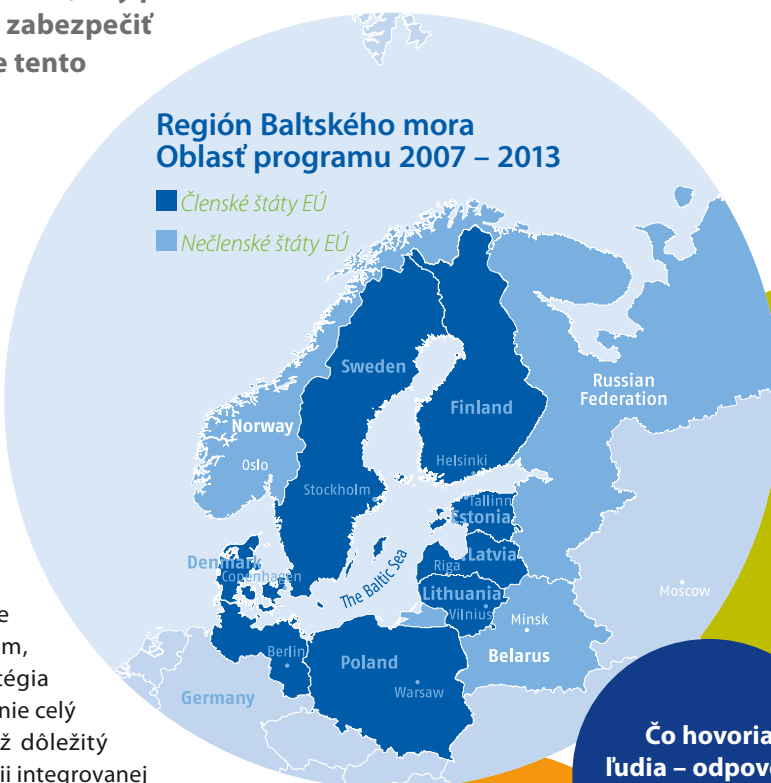 zabezpečiť
tento
Región Baltského mora
Oblasť programu 2007 – 2013
Členské štáty EÚ
Nečlenské štáty EÚ
Sweden
Finland
Russian
Federation
Norway
Oslo
Helsinki
Stockholm
Tallinn
Estonia
Denmark
Copenhagen
The Baltic Sea
Riga
Latvia
Lithuania
Vilnius
Moscow
Minsk
Belarus
Berlin
Poland
Germany
Warsaw
nie celý
dôležitý
integrovanej
Čo hovoria
ľudia – odpov